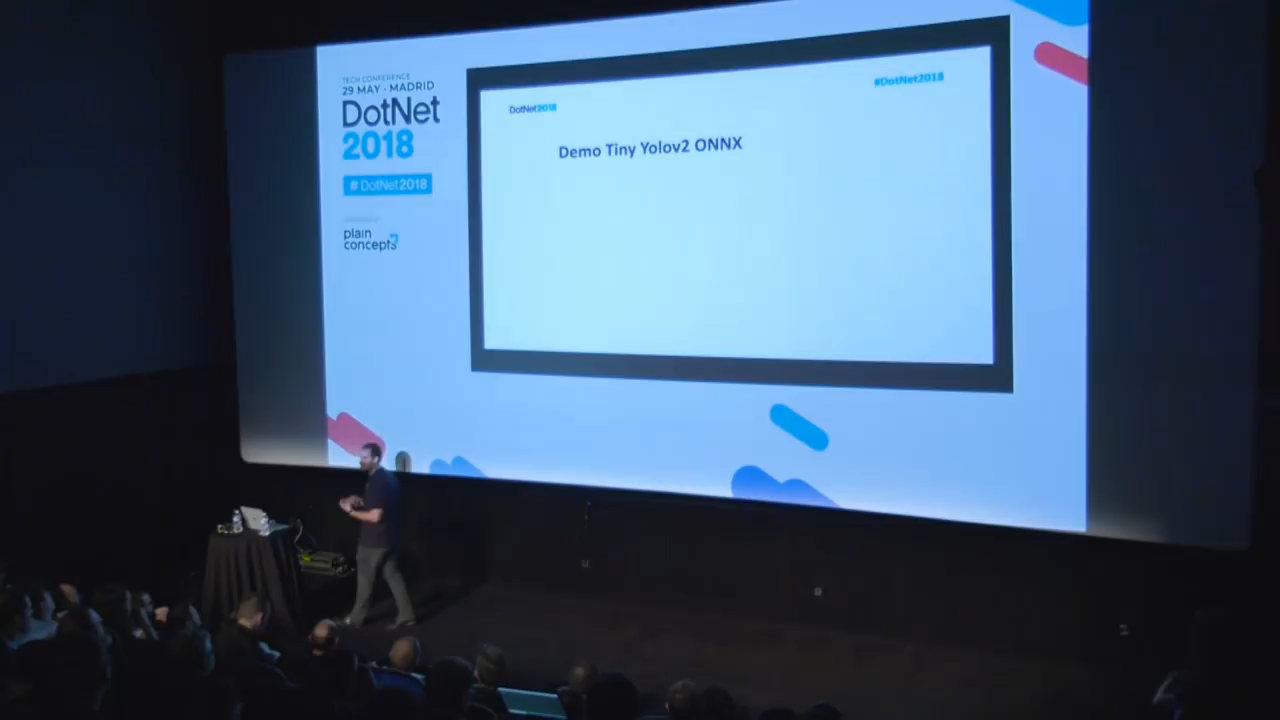 TECH CONFERENCE
29 MAY - MADRID
DotNet
2018
#DotNet2018
plain
concepts
DotNet2018
#DotNet2018
Demo Tiny Yolov2 ONNX